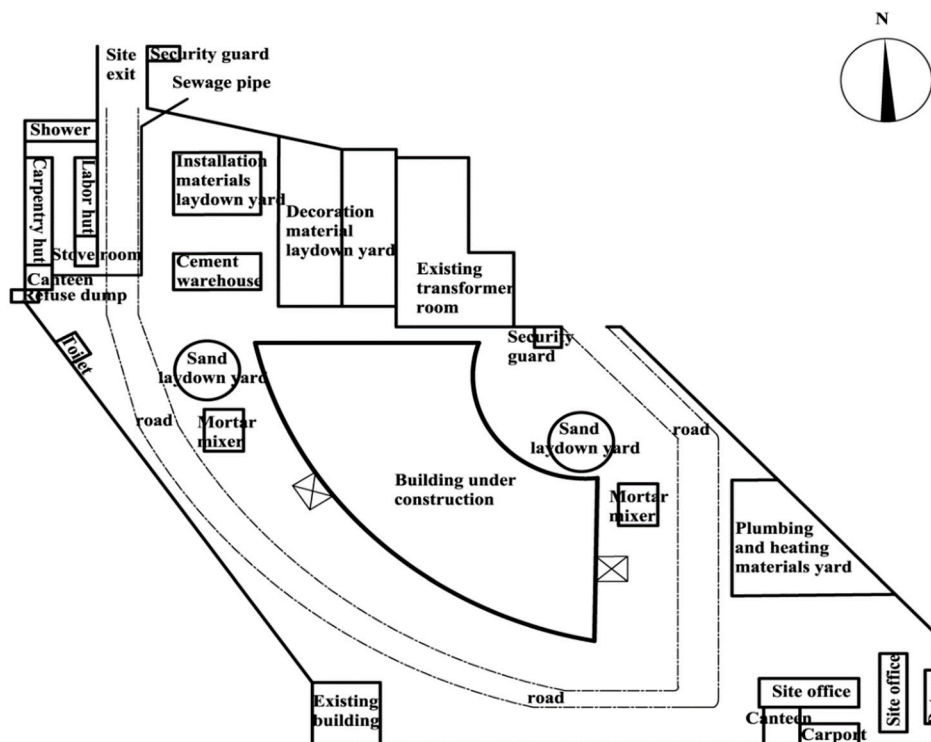 N
Site
exit
Security guard
Sewage pipe
Shower
Carpentry hut
Labor hut
Installation
materials
laydown yard
Decoration
material
laydown yard
Stove room
Cement
warehouse
Existing
transformer
room
Canteen
Refuse dump
Toilet
Security
guard
Sand
laydown yard
road
Mortar
mixer
Sand
laydown yard
road
Building under
construction
Mortar
mixer
Plumbing
and heating
materials yard
Existing
building
road
Site office
Site office
Canteen
Carport